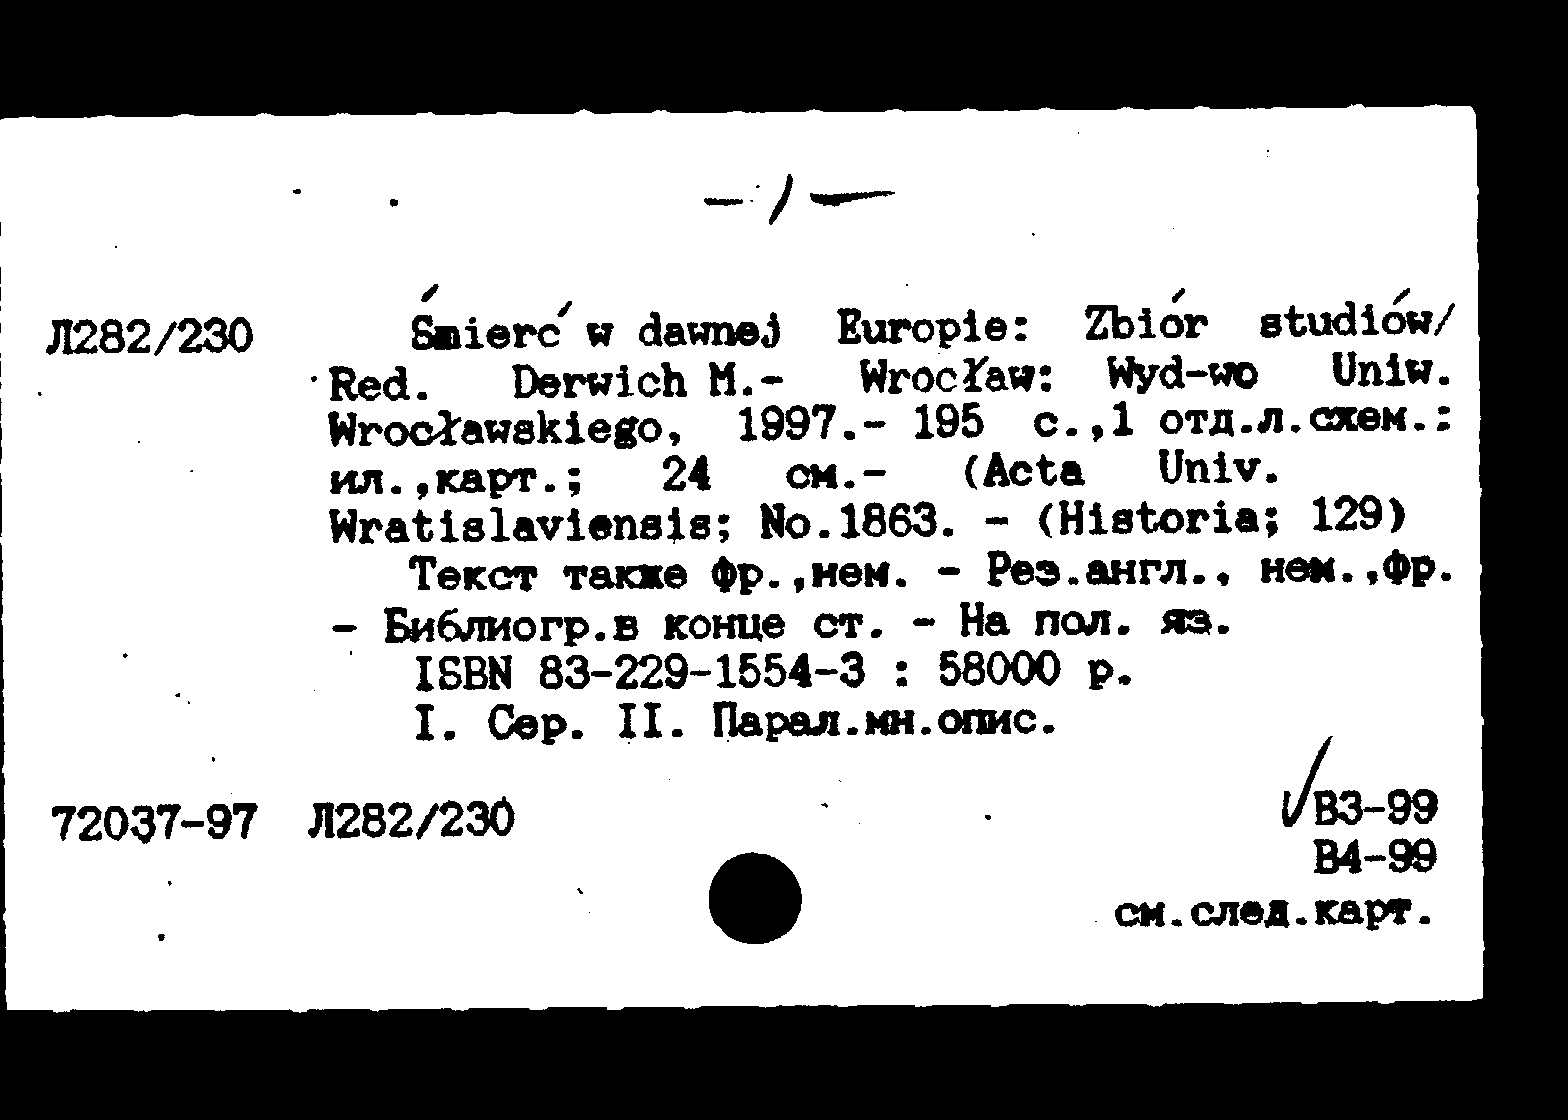 - 1 -
Л282/230 Śmierć w dawnej Europie: Zbiór studiów/
Red. Derwich M.- Wrocław: Wyd-wo Uniw.
Wrocławskiego, 1997.- 195 с.,1 отд.л.схем.:
ил.,карт.; 24 см.- (Acta Univ.
Wratislaviensis; No.1863. - (Historia; 129)
Текст также фр.,нем. - Рез.англ., нем.,фр.
- Библиогр.в конце ст. - На пол. яз.
ISBN 83-229-1554-3 : 58000 р.
I. Сер. II. Парал.мн.опис.
72037-97 Л282/230 В3-99
В4-99
см.след.карт.